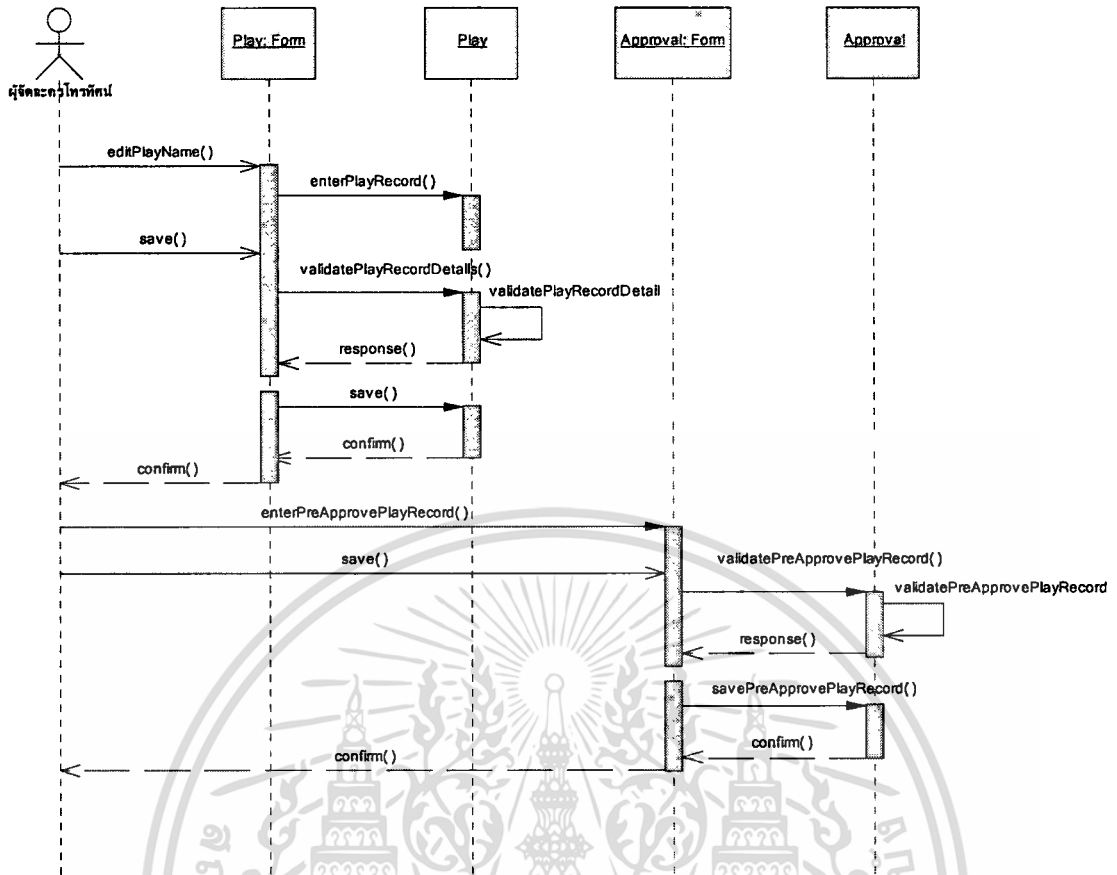 Play: Form
Play
Approval: Form
Approval
ผู้จัดละครโทรทัศน์
editPlayName()
enterPlayRecord()
save()
validatePlayRecordDetails()
validatePlayRecordDetail
response()
save()
confirm()
confirm()
enterPreApprovePlayRecord()
save()
validatePreApprovePlayRecord()
validatePreApprovePlayRecord
response()
savePreApprovePlayRecord()
confirm()
confirm()